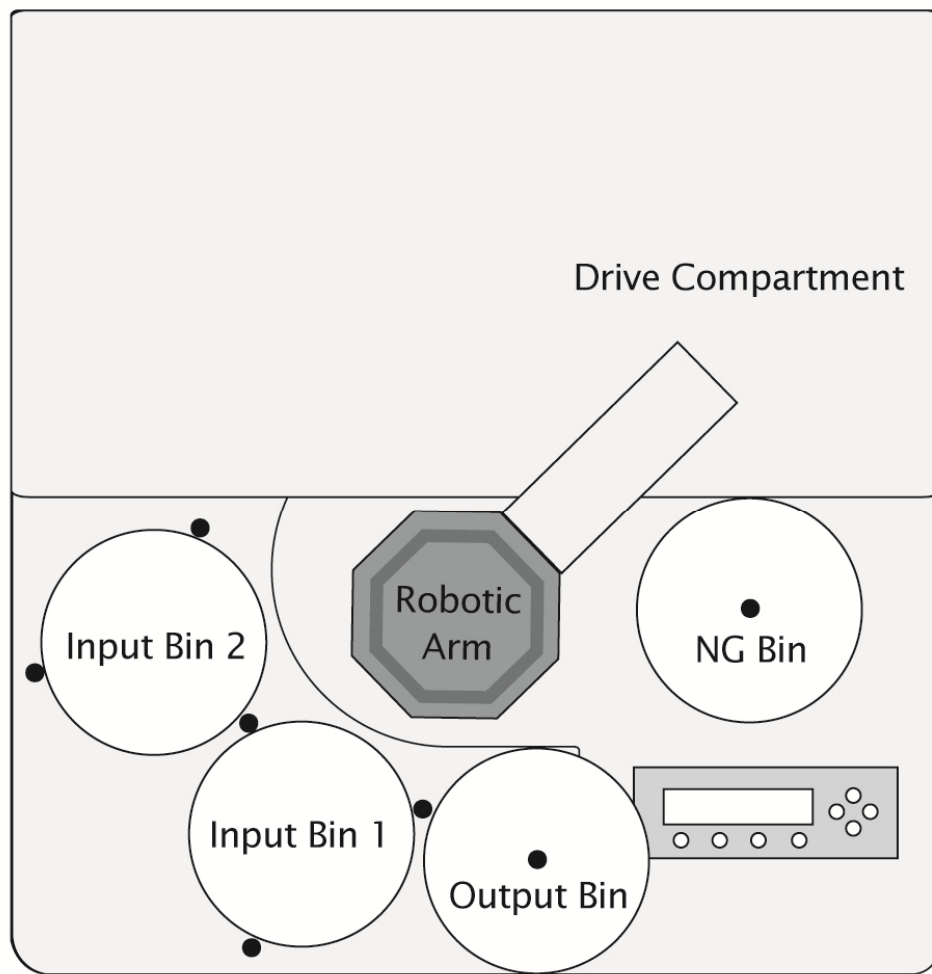 Drive Compartment
Robotic
Arm
Input Bin 2
NG Bin
Input Bin 1
Output Bin